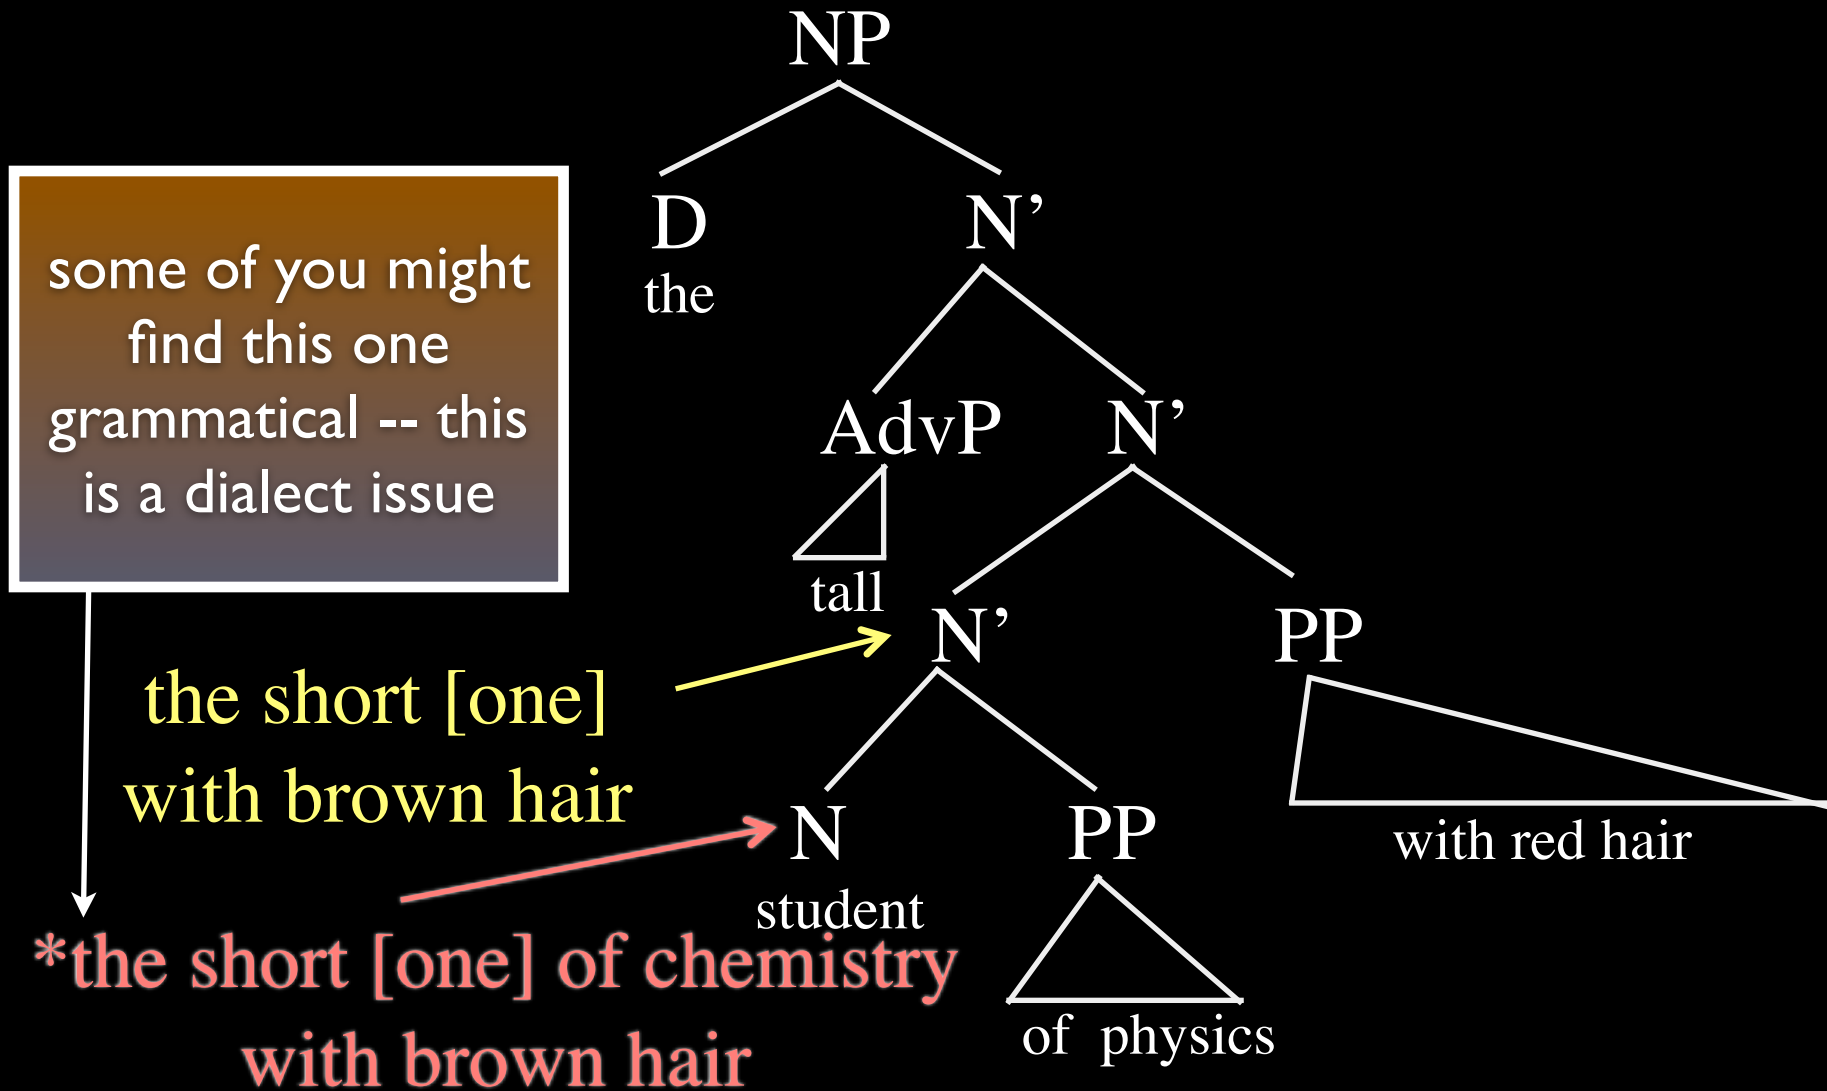 NP
D
N’
the
some of you might
find this one
grammatical -- this
is a dialect issue
AdvP
N’
tall
N’
PP
the short [one]
with brown hair
N
PP
with red hair
student
*the short [one] of chemistry
with brown hair
of physics